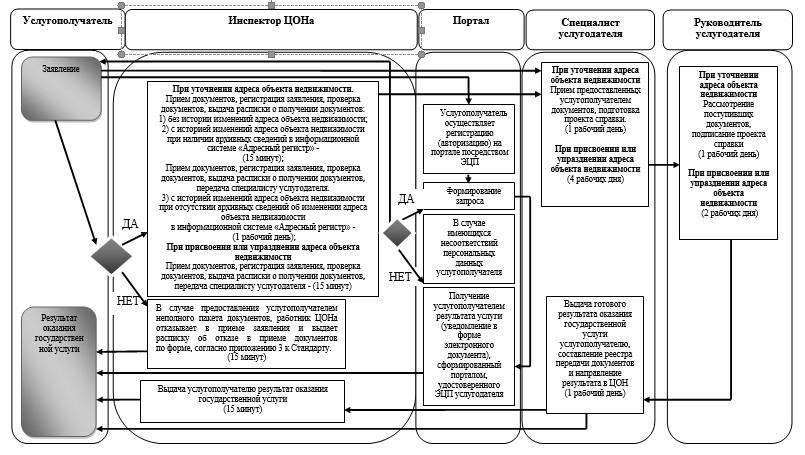 Услугополучатель
Инспектор ЦОНа
Портал
Специалист
услугодателя
Руководитель
услугодателя
Заявление
При уточнении адреса объекта недвижимости.
Прием документов, регистрация заявления, проверка
документов, выдача расписки о получении документов:
1) без истории изменений адреса объекта недвижимости;
2) с историей изменений адреса объекта недвижимости
при наличии архивных сведений в информационной
системе «Адресный регистр» -
(15 минут);
Прием документов, регистрация заявления, проверка
документов, выдача расписки о получении документов,
передача специалисту услугодателя.
3) с историей изменений адреса объекта недвижимости
при отсутствии архивных сведений об изменении адреса
объекта недвижимости
в информационной системе «Адресный регистр» -
(1 рабочий день);
При присвоении или упразднении адреса объекта
недвижимости
Прием документов, регистрация заявления, проверка
документов, выдача расписки о получении документов,
передача специалисту услугодателя - (15 минут)
ДА
НЕТ
В случае предоставления услугополучателем
неполного пакета документов, работник ЦОНа
отказывает в приеме заявления и выдает
расписку об отказе в приеме документов
по форме, согласно приложению 3 к Стандарту.
(15 минут)
Выдача услугополучателю результат оказания
государственной услуги
(15 минут)
Результат
оказания
государствен
ной услуги
Услугополучатель
осуществляет
регистрацию
(авторизацию) на
портале посредством
ЭЦП
ДА
Формирование
запроса
НЕТ
В случае
имеющихся
несоответствий
персональных
данных
услугополучателя
Получение
услугополучателем
результата услуги
(уведомление в
форме
электронного
документа),
сформированный
порталом,
удостоверенного
ЭЦП услугодателя
При уточнении адреса
объекта недвижимости
Прием предоставленных
услугополучателем
документов, подготовка
проекта справки.
(1 рабочий день)
При присвоении или
упразднении адреса
объекта недвижимости
(4 рабочих дня)
Выдача готового
результата оказания
государственной
услуги
услугополучателю,
составление реестра
передачи документов
и направление
результата в ЦОН
(1 рабочий день)
При уточнении
адреса объекта
недвижимости
Рассмотрение
поступивших
документов,
подписание проекта
справки
(1 рабочий день)
При присвоении или
упразднении адреса
объекта
недвижимости
(2 рабочих дня)